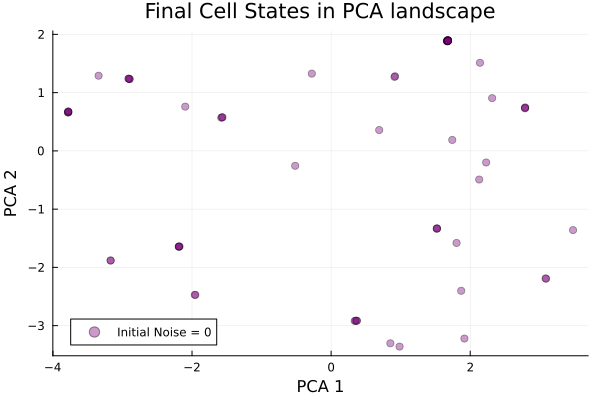 Final Cell States in PCA landscape
2
1
0
−1
−2
−3
PCA 2
Initial Noise = 0
−4
−2
0
2
PCA 1